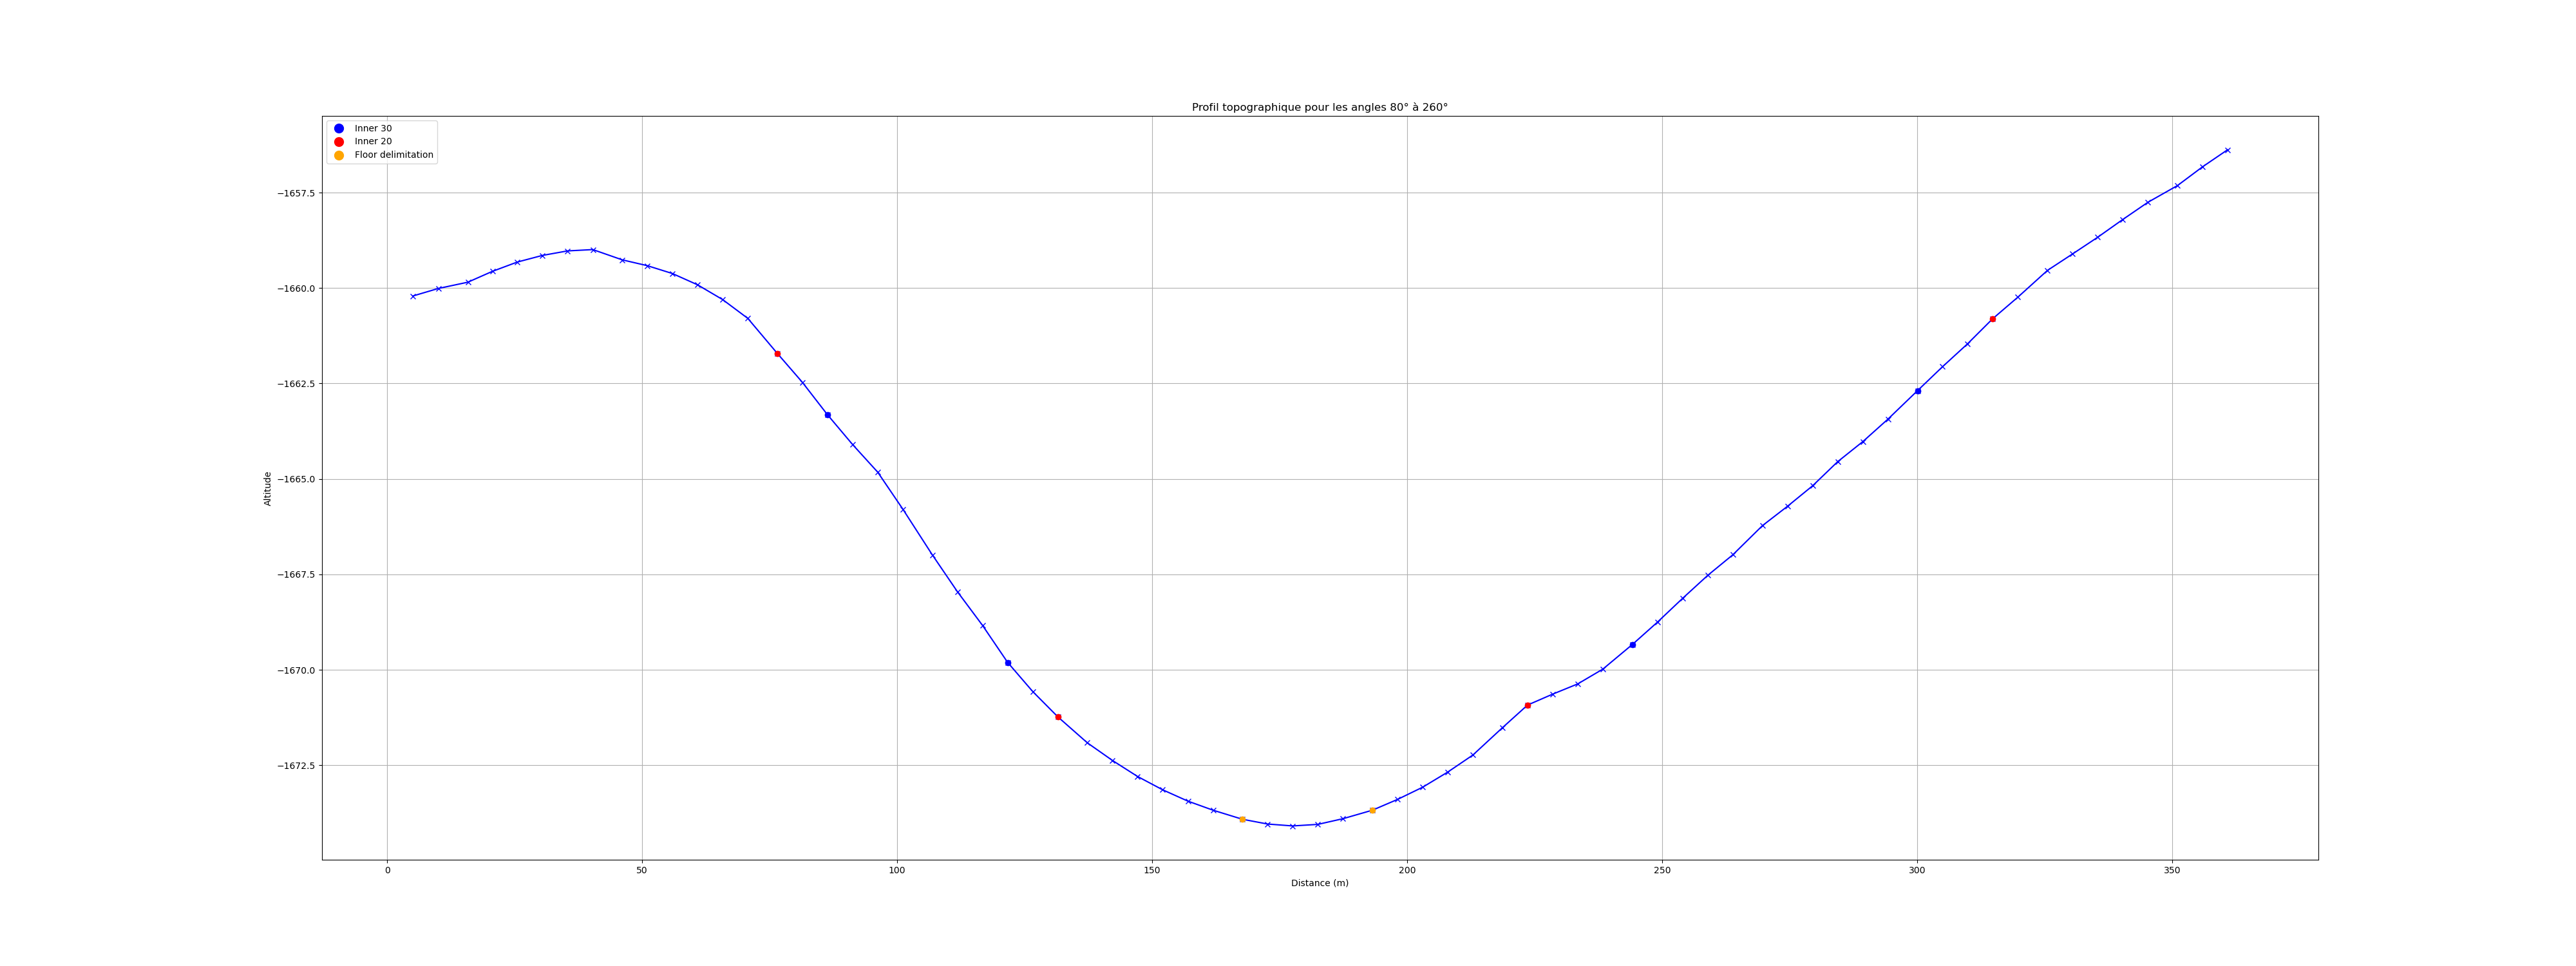 Profil topographique pour les angles 80° à 260°
Inner 30
Inner 20
Floor delimitation
−1657.5
−1660.0
−1662.5
−1665.0
−1667.5
−1670.0
−1672.5
Altitude
0 50 100 150 200 250 300 350
Distance (m)